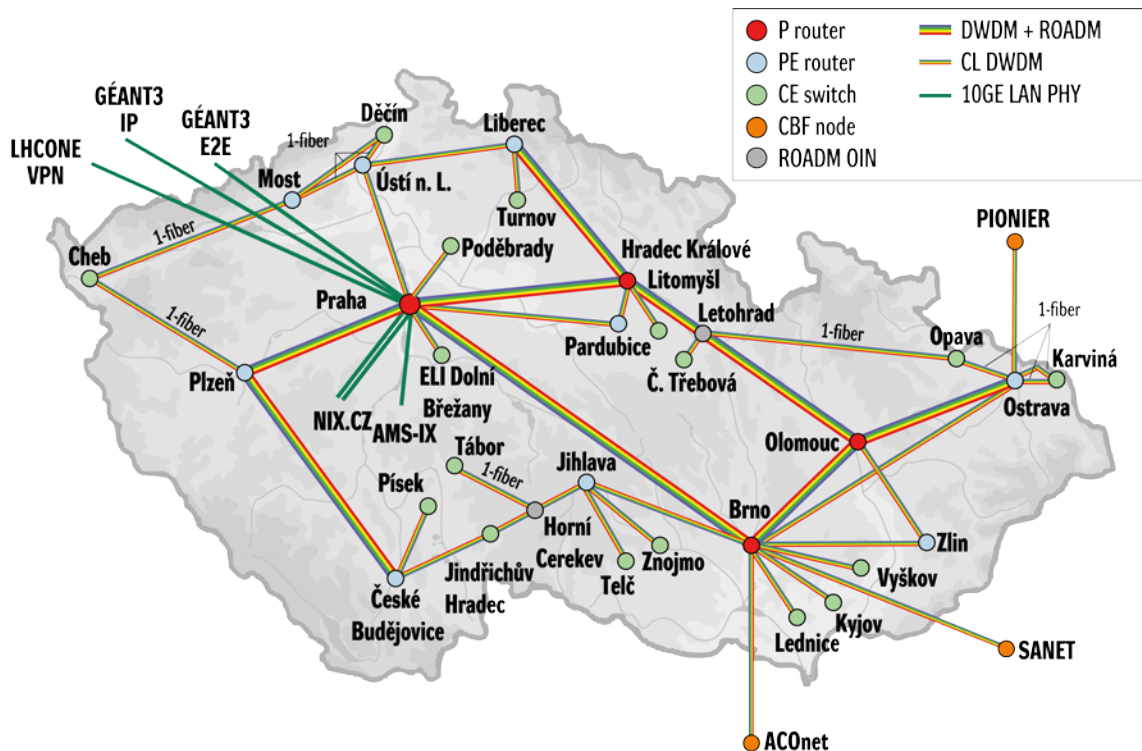 P router
PE router
CE switch
CBF node
ROADM OIN
DWDM + ROADM
CL DWDM
10GE LAN PHY
GÉANT3
IP
GÉANT3
E2E
LHCONE
VPN
Děčín
1-fiber
Liberec
Most
Ústí n. L.
Turnov
1-fiber
Cheb
Poděbrady
Hradec Králové
Litomyšl
PIONIER
Praha
Letohrad
1-fiber
Opava
1-fiber
Karviná
1-fiber
Pardubice
Č. Třebová
Plzeň
ELI Dolní
Břežany
Ostrava
NIX.CZ
AMS-IX
Olomouc
Tábor
1-fiber
Jihlava
Písek
Brno
Horní
Cerekev
Zlin
Znojmo
Telč
Vyškov
Jindřichův
Hradec
České
Budějovice
Kyjov
Lednice
SANET
ACOnet